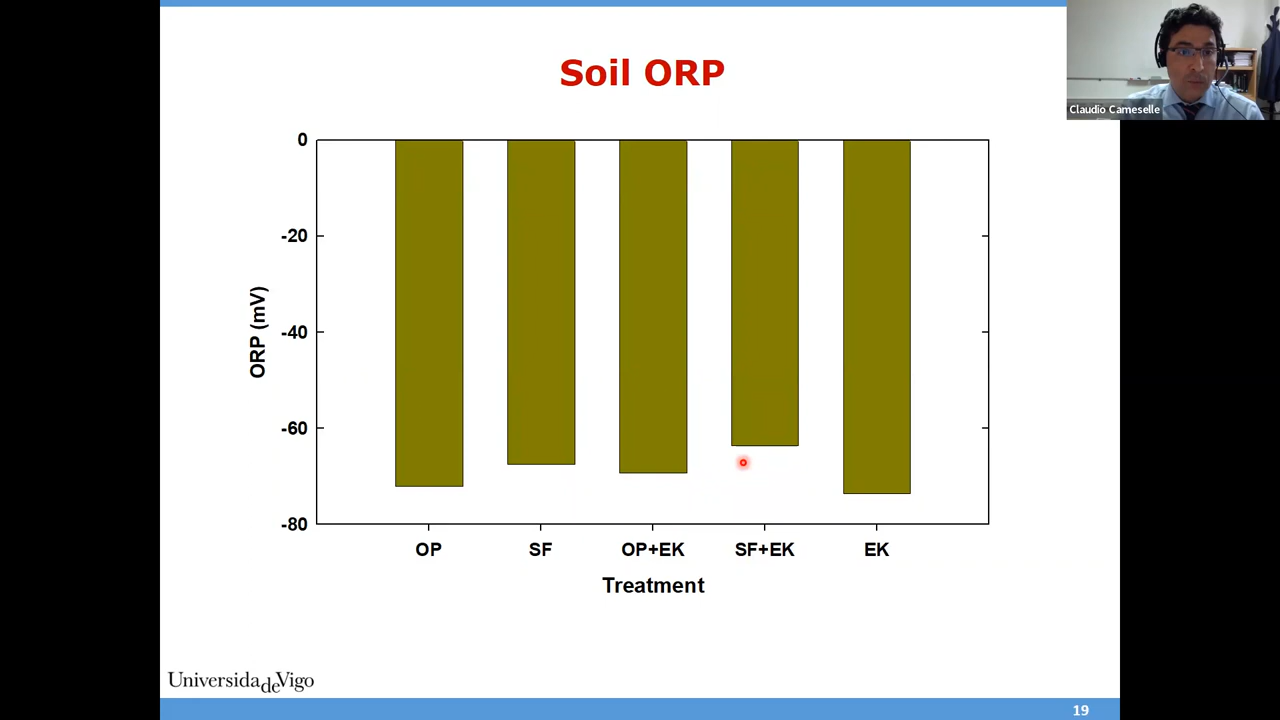 Soil ORP
Claudio Cameselle
0
-20
-40
-60
-80
ORP (mV)
OP SF OP+EK SF+EK EK
Treatment
UniversidadeVigo
19